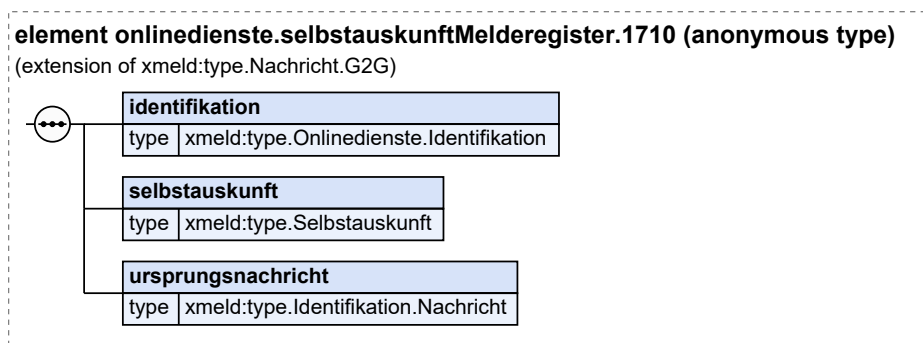 element onlinedienste.selbstauskunftMelderegister.1710 (anonymous type)
(extension of xmeld:type.Nachricht.G2G)
identifikation
type xmeld:type.Onlinedienste.Identifikation
selbstauskunft
type xmeld:type.Selbstauskunft
ursprungsnachricht
type xmeld:type.Identifikation.Nachricht